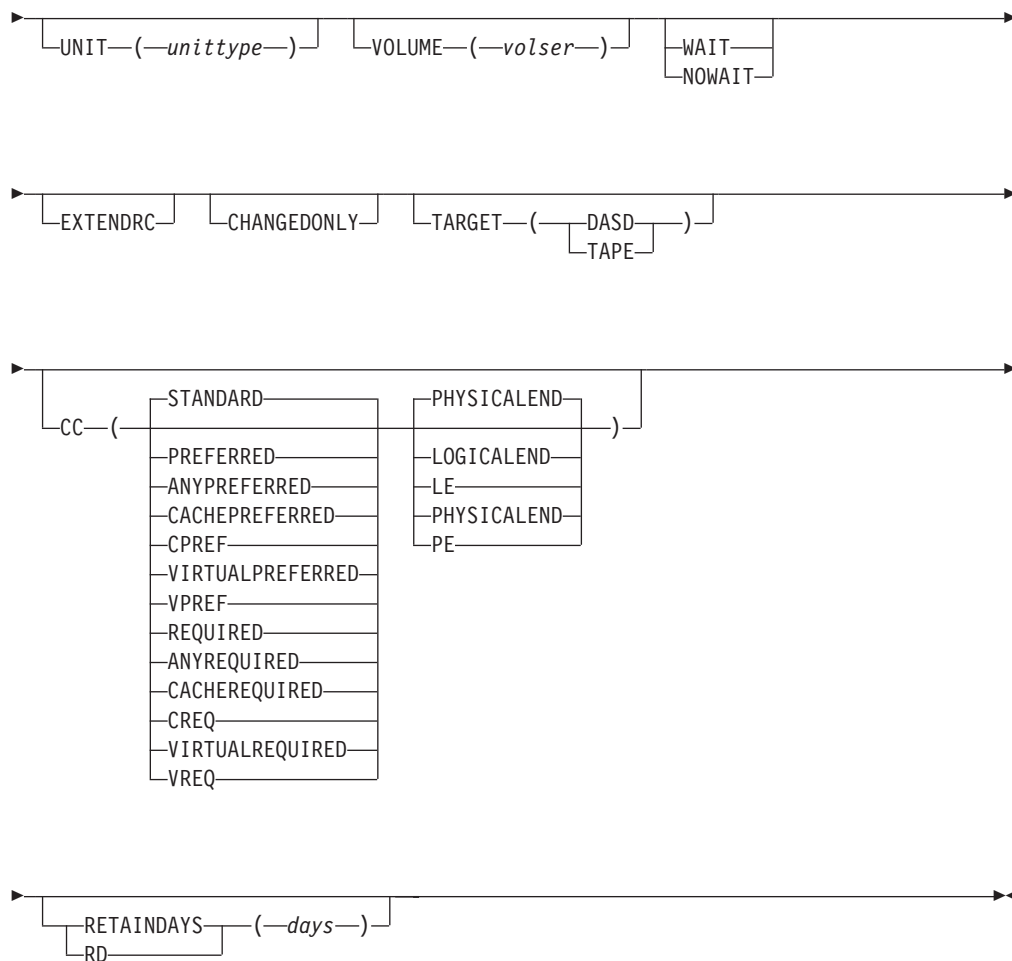 UNIT ( unittype ) VOLUME ( volser ) WAIT
NOWAIT
EXTENDRC CHANGEDONLY TARGET ( DASD )
TAPE
STANDARD PHYSICALEND
CC ( )
PREFERRED LOGICALEND
ANYPREFERRED LE
CACHEPREFERRED PHYSICALEND
CPREF PE
VIRTUALPREFERRED
VPREF
REQUIRED
ANYREQUIRED
CACHEREQUIRED
CREQ
VIRTUALREQUIRED
VREQ
RETAINDAYS ( days )
RD